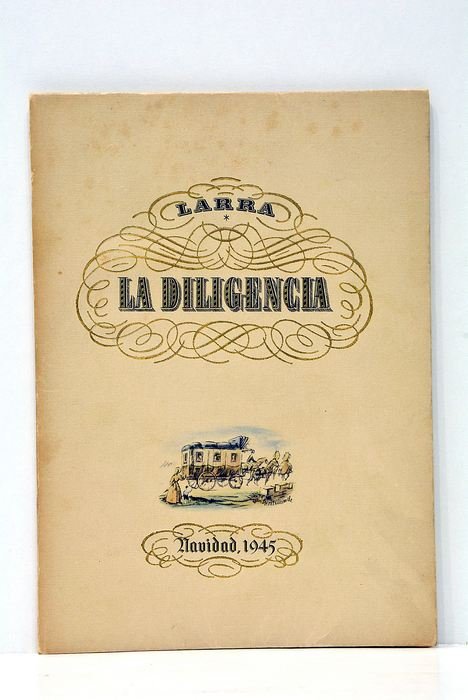 LARRA
*
LA DILIGENCIA
Navidad, 1945